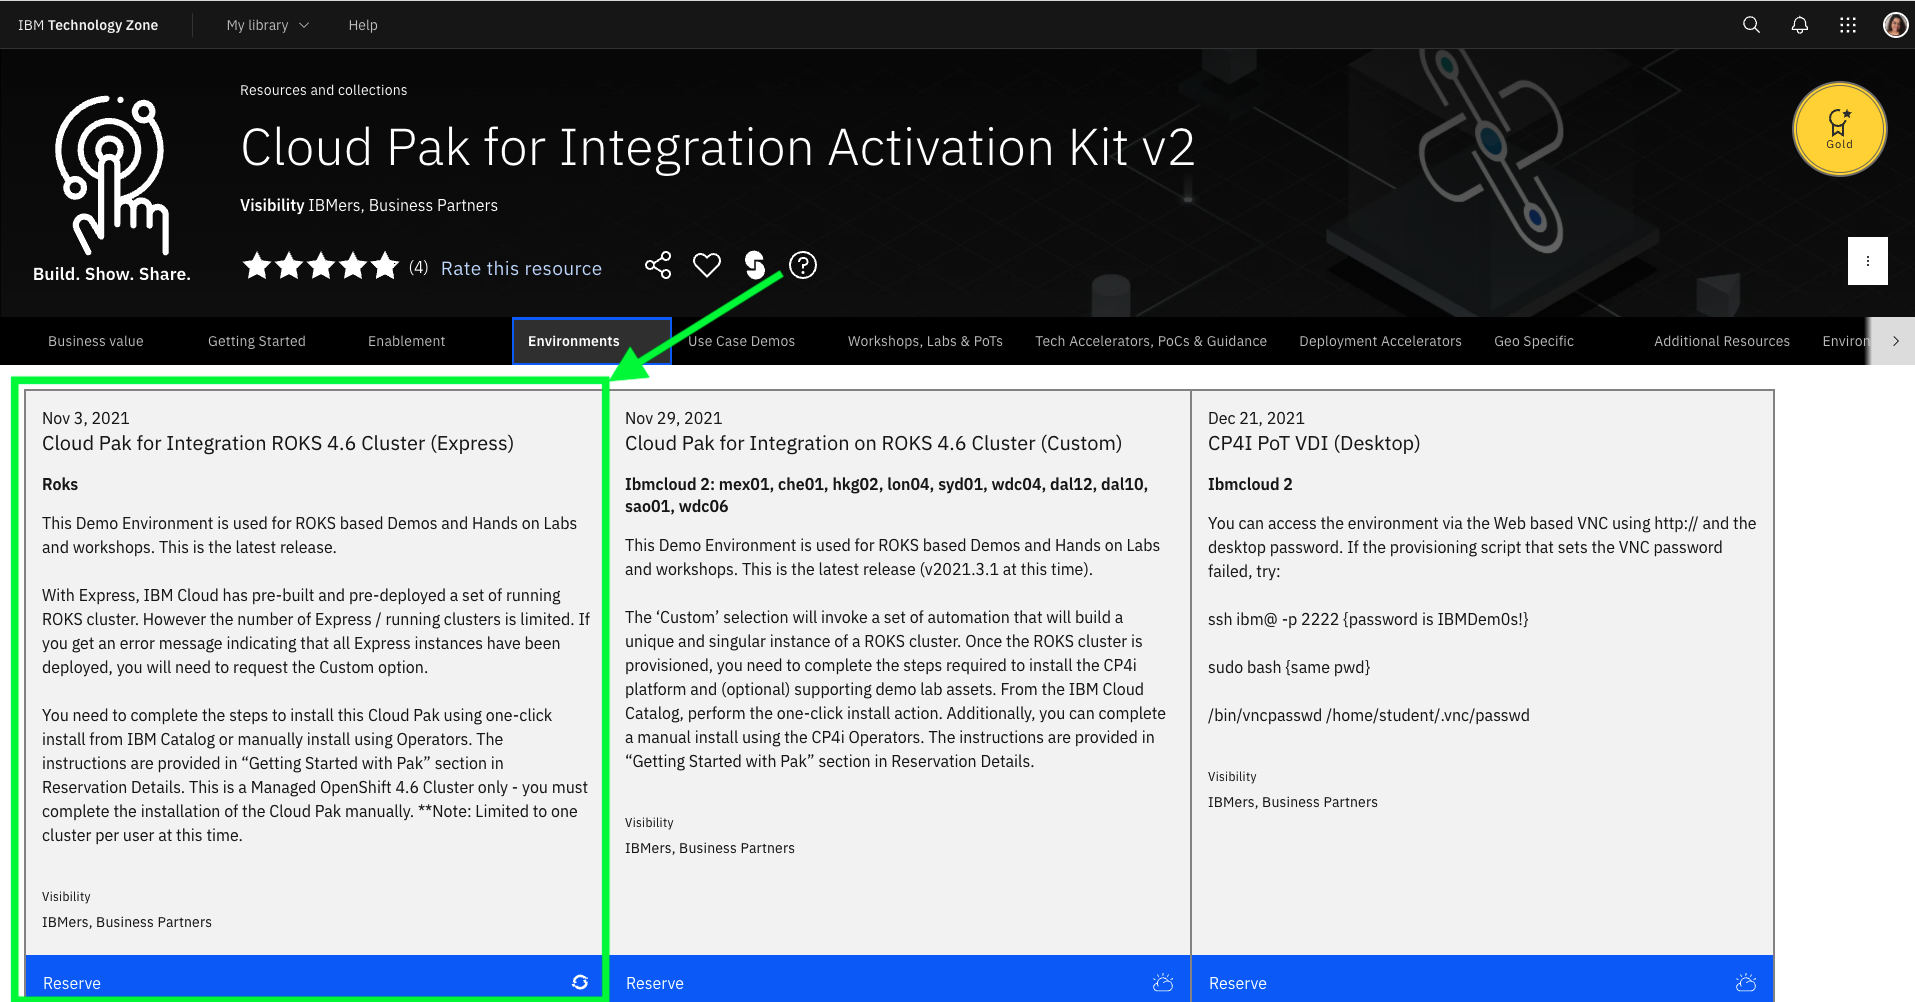 IBM Technology Zone
My library
Help
Resources and collections
Cloud Pak for Integration Activation Kit v2
Gold
Visibility IBMers, Business Partners
Build. Show. Share.
(4) Rate this resource
Business value
Getting Started
Enablement
Environments
Use Case Demos
Workshops, Labs & PoTs
Tech Accelerators, PoCs & Guidance
Deployment Accelerators
Geo Specific
Additional Resources
Environ
Nov 3, 2021
Cloud Pak for Integration ROKS 4.6 Cluster (Express)
Roks
This Demo Environment is used for ROKS based Demos and Hands on Labs
and workshops. This is the latest release.
With Express, IBM Cloud has pre-built and pre-deployed a set of running
ROKS cluster. However the number of Express / running clusters is limited. If
you get an error message indicating that all Express instances have been
deployed, you will need to request the Custom option.
You need to complete the steps to install this Cloud Pak using one-click
install from IBM Catalog or manually install using Operators. The
instructions are provided in “Getting Started with Pak” section in
Reservation Details. This is a Managed OpenShift 4.6 Cluster only - you must
complete the installation of the Cloud Pak manually. **Note: Limited to one
cluster per user at this time.
Visibility
IBMers, Business Partners
Reserve
Nov 29, 2021
Cloud Pak for Integration on ROKS 4.6 Cluster (Custom)
Ibmcloud 2: mex01, che01, hkg02, lon04, syd01, wdc04, dal12, dal10,
sao01, wdc06
This Demo Environment is used for ROKS based Demos and Hands on Labs
and workshops. This is the latest release (v2021.3.1 at this time).
The ‘Custom’ selection will invoke a set of automation that will build a
unique and singular instance of a ROKS cluster. Once the ROKS cluster is
provisioned, you need to complete the steps required to install the CP4i
platform and (optional) supporting demo lab assets. From the IBM Cloud
Catalog, perform the one-click install action. Additionally, you can complete
a manual install using the CP4i Operators. The instructions are provided in
“Getting Started with Pak” section in Reservation Details.
Visibility
IBMers, Business Partners
Reserve
Dec 21, 2021
CP4I PoT VDI (Desktop)
Ibmcloud 2
You can access the environment via the Web based VNC using http:// and the
desktop password. If the provisioning script that sets the VNC password
failed, try:
ssh ibm@ -p 2222 {password is IBMDem0s!}
sudo bash {same pwd}
/bin/vncpasswd /home/student/.vnc/passwd
Visibility
IBMers, Business Partners
Reserve